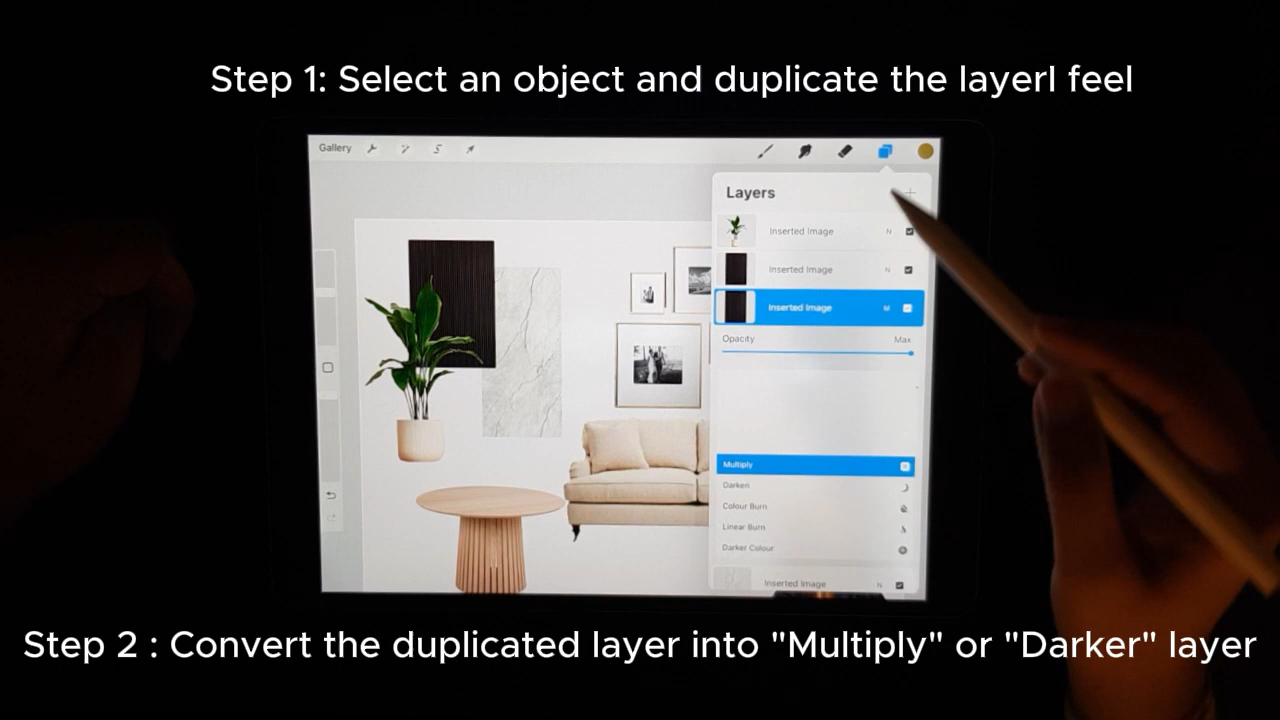 Step 1: Select an object and duplicate the layerl feel
Gallery
Layers
Inserted Image N
Inserted Image N
Inserted Image M
Opacity Max
Multiply
Darken
Colour Burn
Linear Burn
Darker Colour
Inserted Image N
Step 2 : Convert the duplicated layer into "Multiply" or "Darker" layer